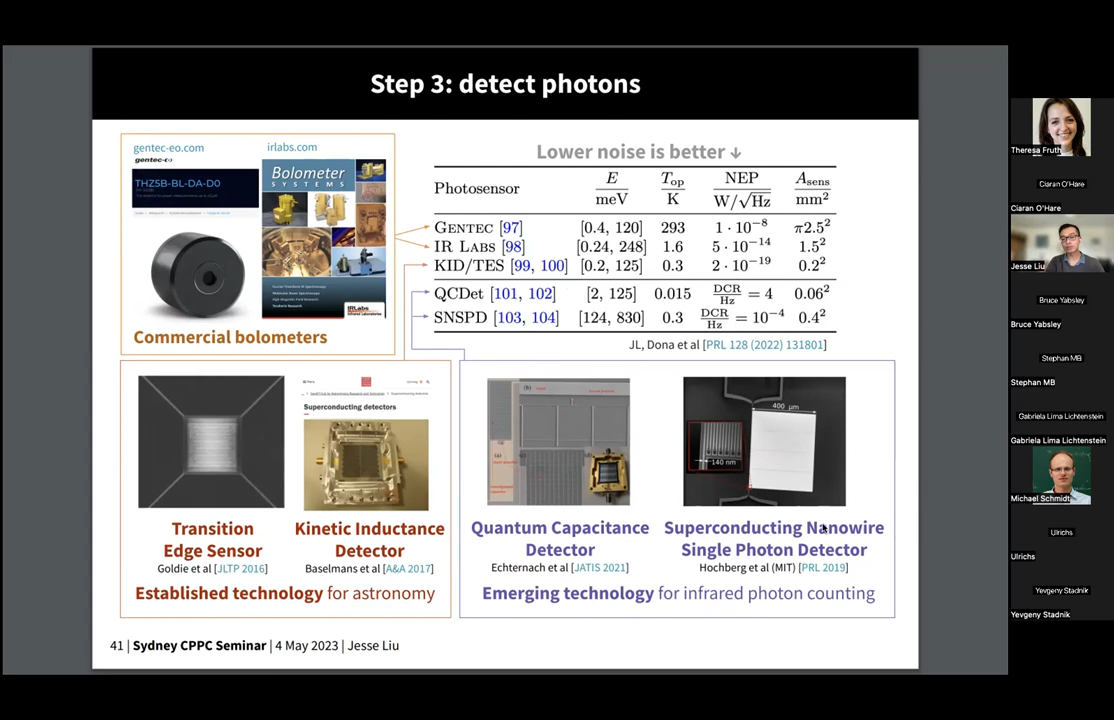 Step 3: detect photons
gentec-eo.com
irlabs.com
gentec-eo
THZ5B-BL-DA-D0
Bolometer
SYSTEMS
IRLabs
Commercial bolometers
Lower noise is better ↓
Photosensor E/meV T_op/K NEP W/√Hz A_sens mm²
GENTEC [97] [0.4, 120] 293 1 · 10⁻⁸ π2.5²
IR LABS [98] [0.24, 248] 1.6 5 · 10⁻¹⁴ 1.5²
KID/TES [99, 100] [0.2, 125] 0.3 2 · 10⁻¹⁹ 0.2²
QCDet [101, 102] [2, 125] 0.015 DCR/Hz = 4 0.06²
SNSPD [103, 104] [124, 830] 0.3 DCR/Hz = 10⁻⁴ 0.4²
JL, Dona et al [PRL 128 (2022) 131801]
Superconducting detectors
Transition
Edge Sensor
Goldie et al [JLTP 2016]
Kinetic Inductance
Detector
Baselmans et al [A&A 2017]
Established technology for astronomy
(b)
(a)
400 μm
140 nm
Quantum Capacitance
Detector
Echternach et al [JATIS 2021]
Superconducting Nanowire
Single Photon Detector
Hochberg et al (MIT) [PRL 2019]
Emerging technology for infrared photon counting
41 | Sydney CPPC Seminar | 4 May 2023 | Jesse Liu
Theresa Fruth
Ciaran O'Hare
Ciaran O'Hare
Jesse Liu
Bruce Yabsley
Bruce Yabsley
Stephan MB
Stephan MB
Gabriela Lima Lichtenstein
Gabriela Lima Lichtenstein
Michael Schmidt
Ulrichs
Ulrichs
Yevgeny Stadnik
Yevgeny Stadnik